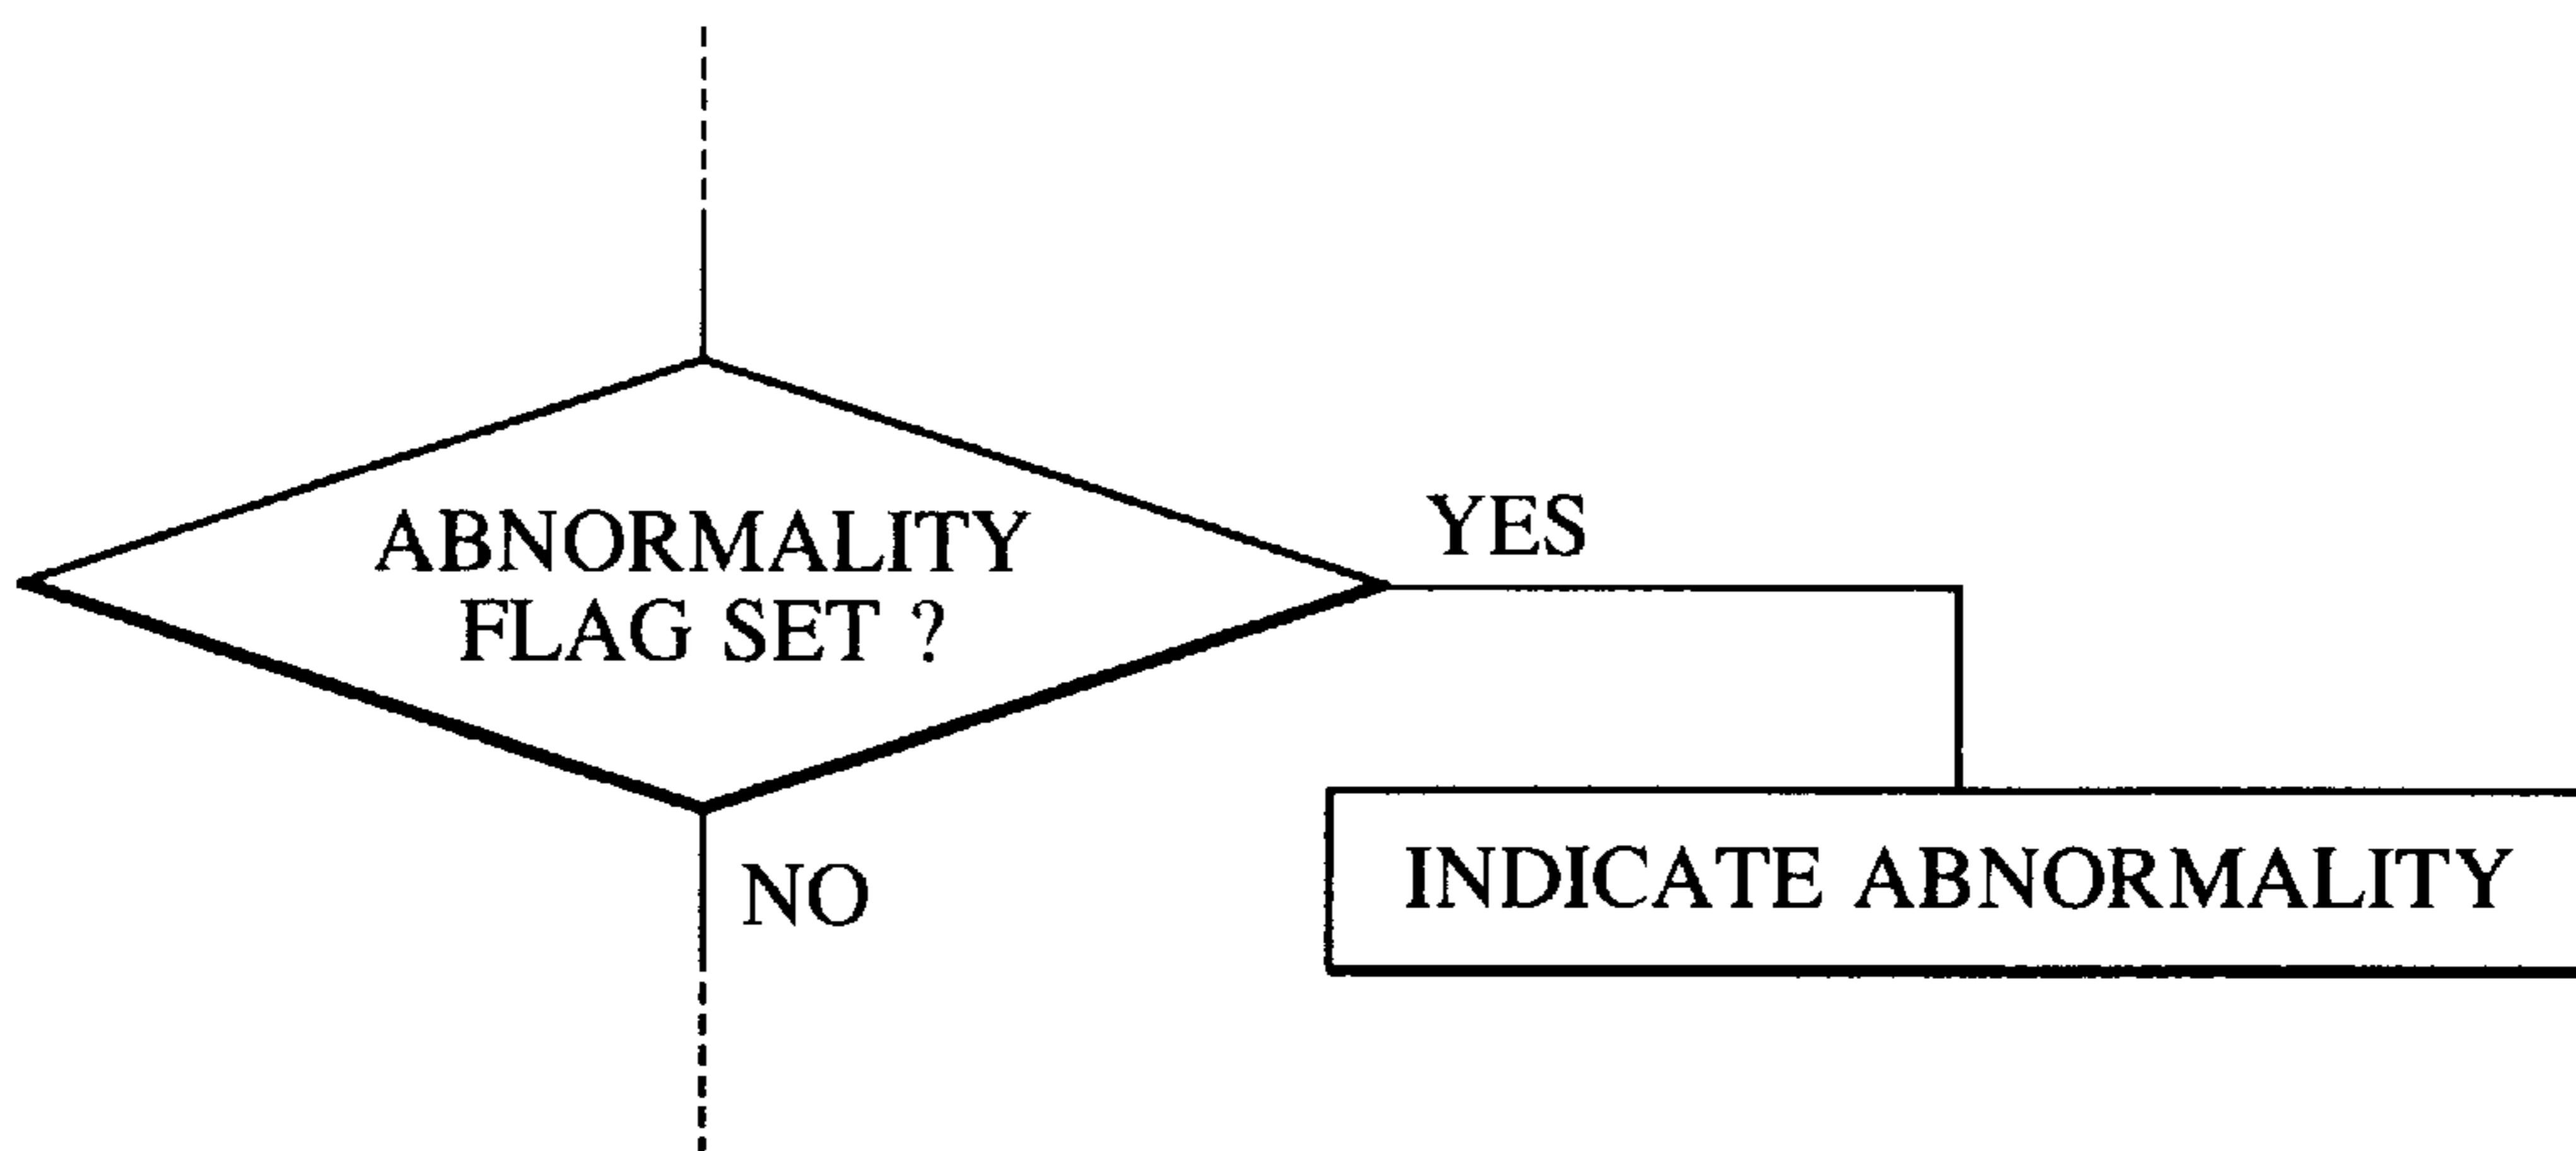 ABNORMALITY
FLAG SET ?
YES
NO
INDICATE ABNORMALITY